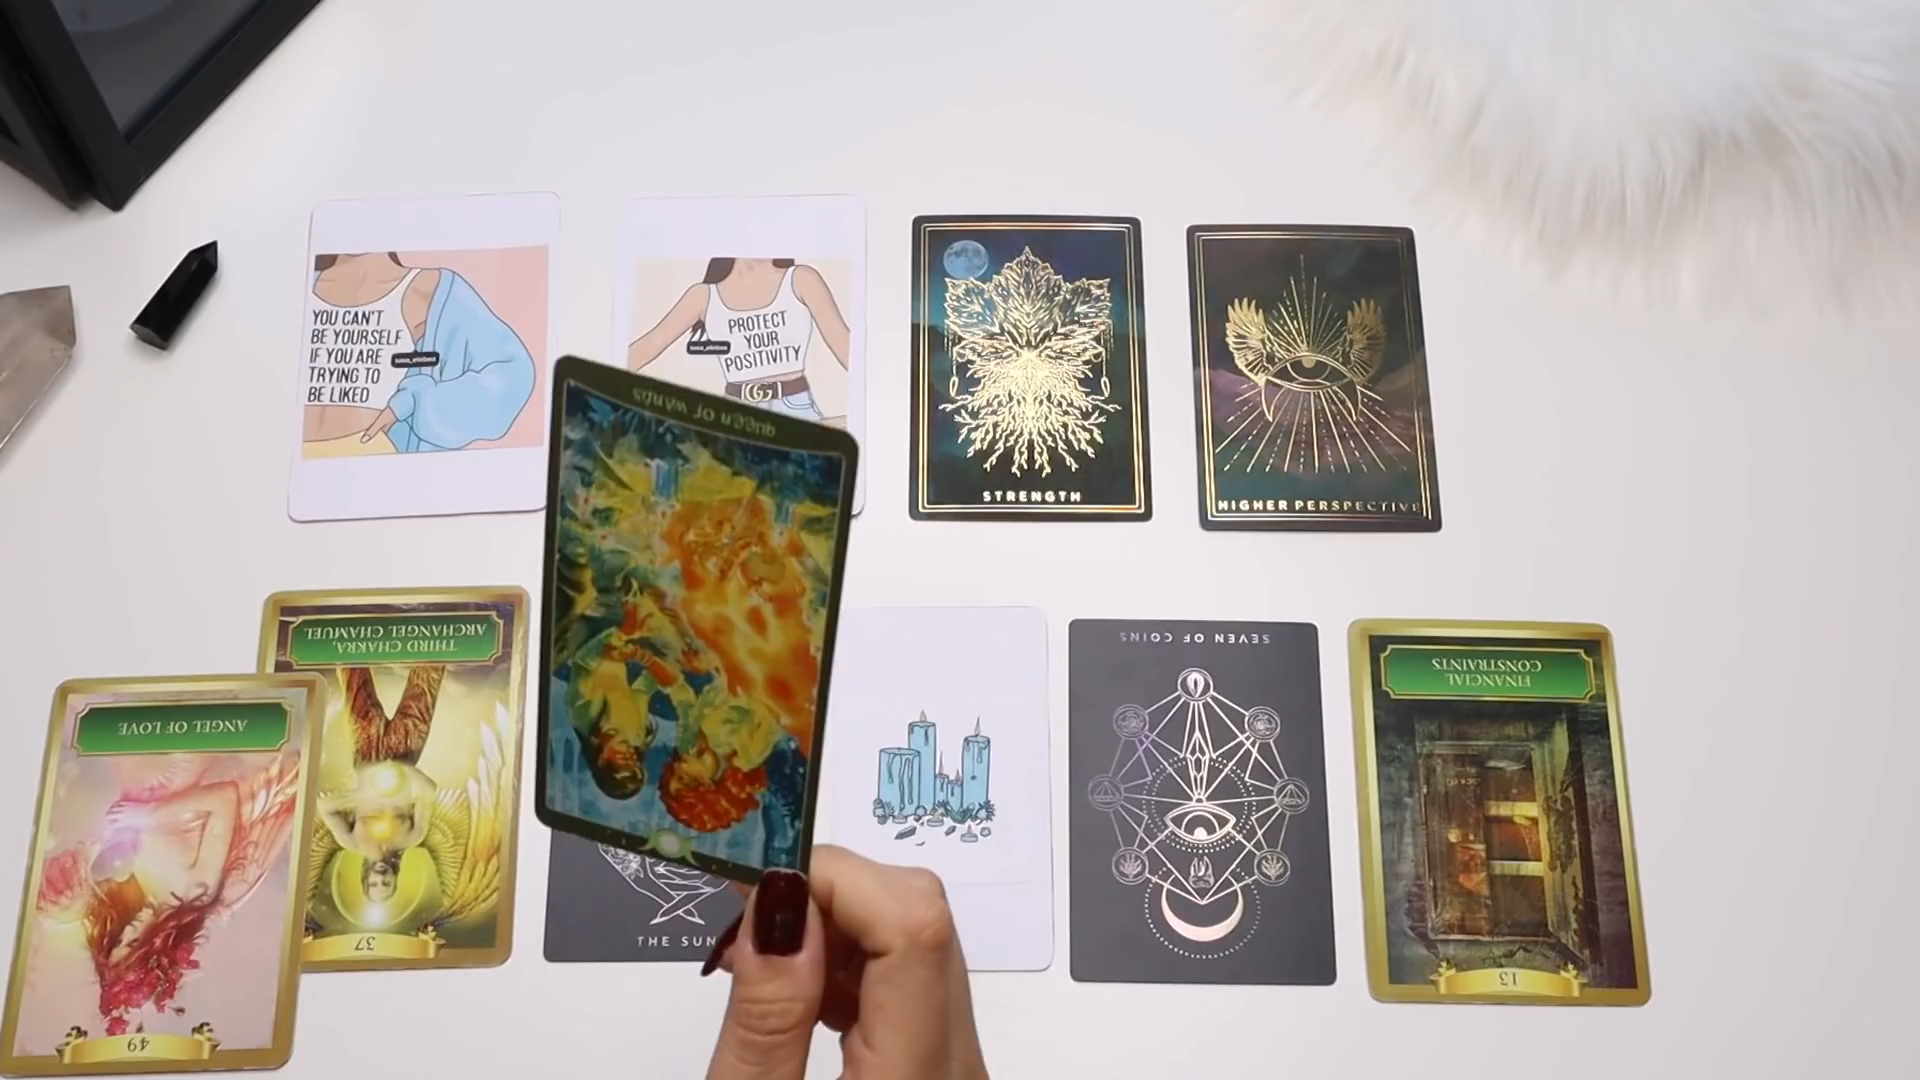 YOU CAN'T
BE YOURSELF
IF YOU ARE
TRYING TO
BE LIKED
PROTECT
YOUR
POSITIVITY
STRENGTH
HIGHER PERSPECTIVE
QUEEN OF WANDS
THIRD CHAKRA,
ARCHANGEL CHAMUEL
37
ANGEL OF LOVE
49
THE SUN
SEVEN OF COINS
FINANCIAL
CONSTRAINTS
13